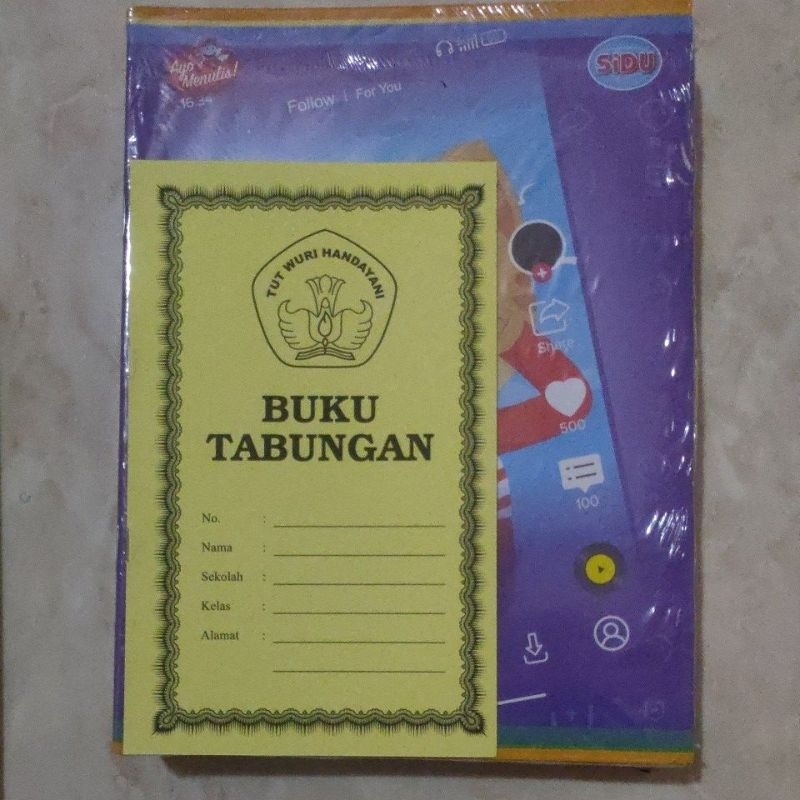 Ayo
Menulis!
16.34
Follow | For You
SiDU
TUT WURI HANDAYANI
BUKU
TABUNGAN
No. :
Nama :
Sekolah :
Kelas :
Alamat :
Share
500
100